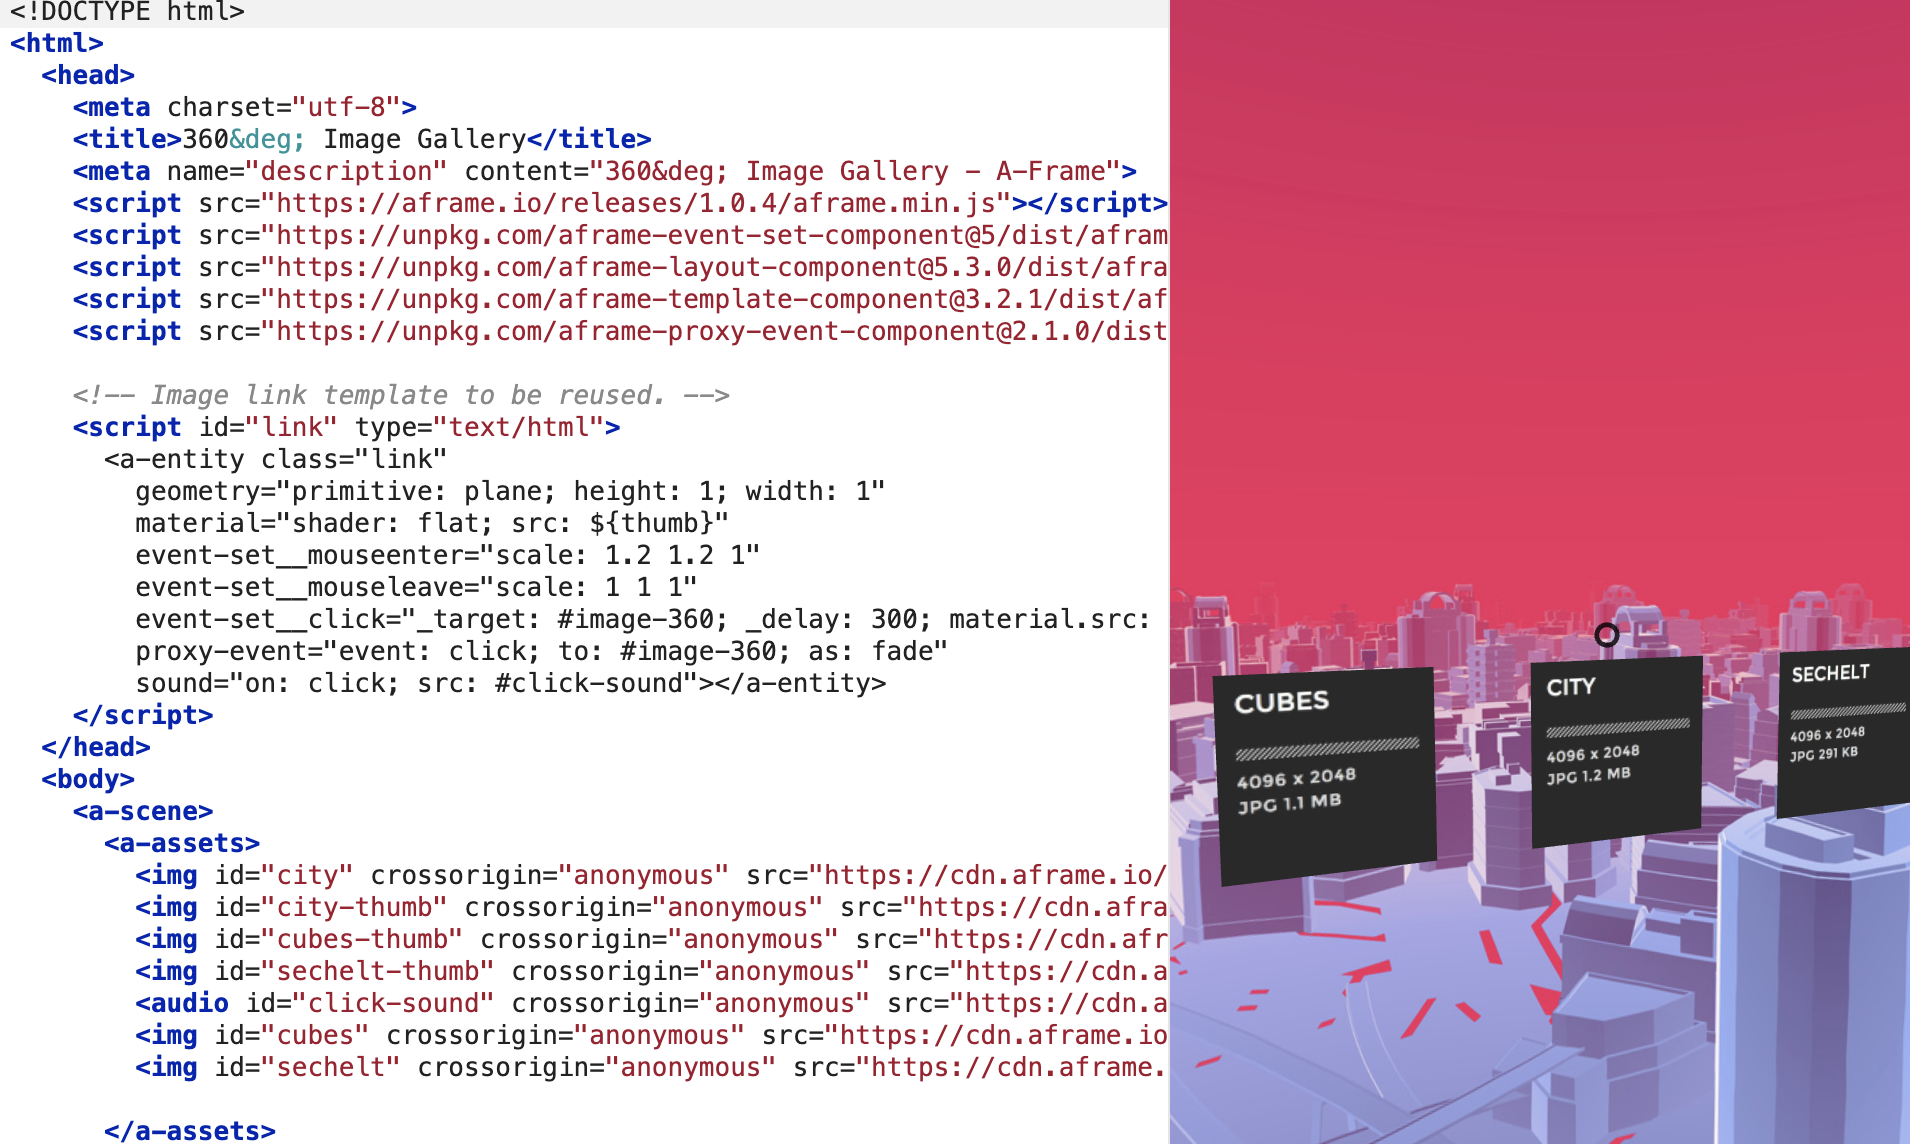 <!DOCTYPE html>
<html>
<head>
<meta charset="utf-8">
<title>360&deg; Image Gallery</title>
<meta name="description" content="360&deg; Image Gallery - A-Frame">
<script src="https://aframe.io/releases/1.0.4/aframe.min.js"></script>
<script src="https://unpkg.com/aframe-event-set-component@5/dist/afram
<script src="https://unpkg.com/aframe-layout-component@5.3.0/dist/afra
<script src="https://unpkg.com/aframe-template-component@3.2.1/dist/af
<script src="https://unpkg.com/aframe-proxy-event-component@2.1.0/dist
<!-- Image link template to be reused. -->
<script id="link" type="text/html">
<a-entity class="link"
geometry="primitive: plane; height: 1; width: 1"
material="shader: flat; src: ${thumb}"
event-set__mouseenter="scale: 1.2 1.2 1"
event-set__mouseleave="scale: 1 1 1"
event-set__click="_target: #image-360; _delay: 300; material.src:
proxy-event="event: click; to: #image-360; as: fade"
sound="on: click; src: #click-sound"></a-entity>
</script>
</head>
<body>
<a-scene>
<a-assets>
<img id="city" crossorigin="anonymous" src="https://cdn.aframe.io/
<img id="city-thumb" crossorigin="anonymous" src="https://cdn.afra
<img id="cubes-thumb" crossorigin="anonymous" src="https://cdn.afr
<img id="sechelt-thumb" crossorigin="anonymous" src="https://cdn.a
<audio id="click-sound" crossorigin="anonymous" src="https://cdn.a
<img id="cubes" crossorigin="anonymous" src="https://cdn.aframe.io
<img id="sechelt" crossorigin="anonymous" src="https://cdn.aframe.
</a-assets>
CUBES
4096 x 2048
JPG 1.1 MB
CITY
4096 x 2048
JPG 1.2 MB
SECHELT
4096 x 2048
JPG 291 KB